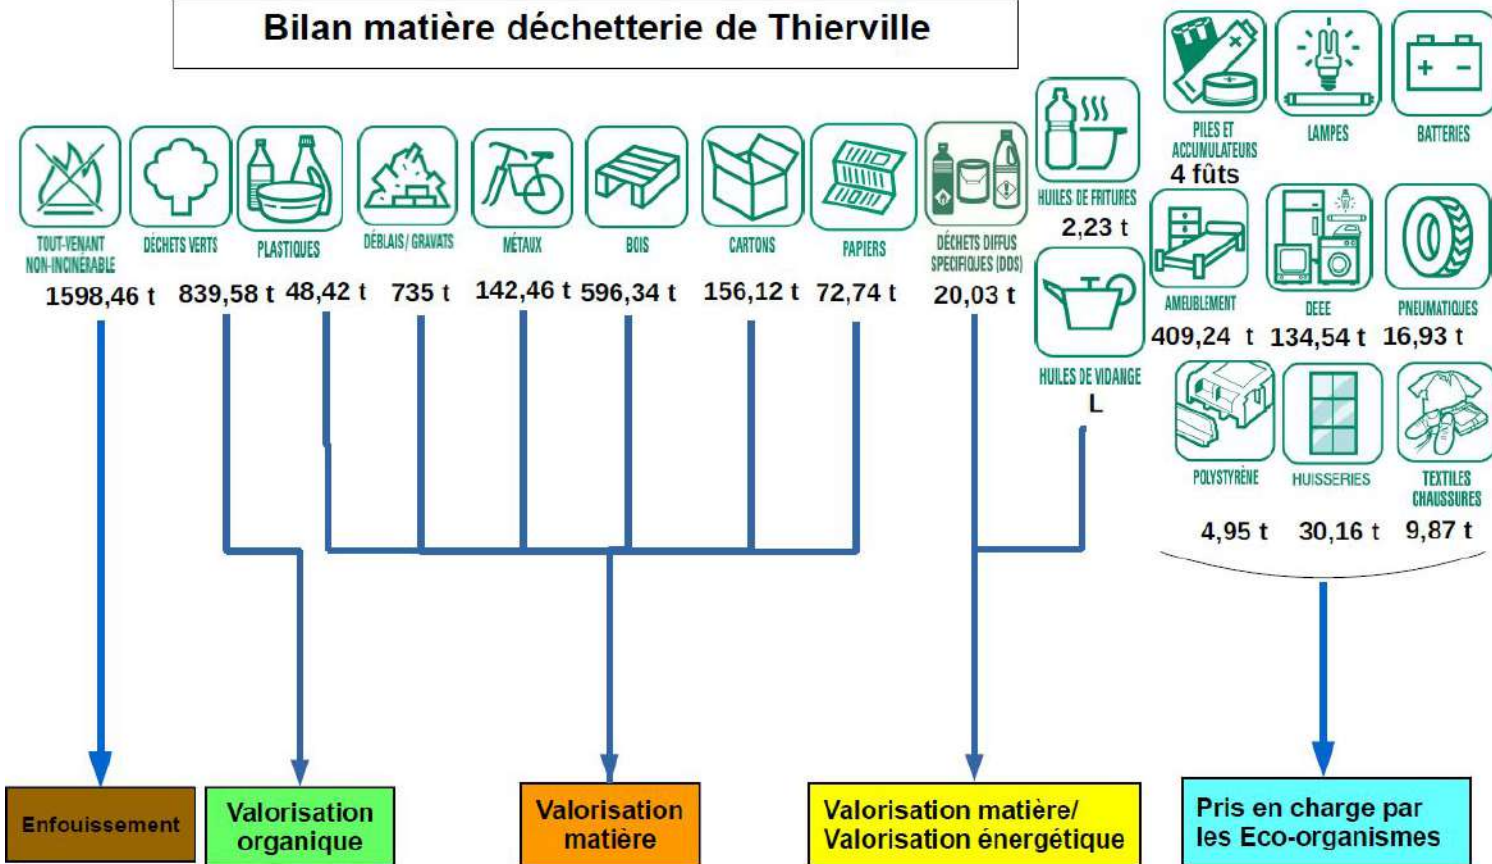 Bilan matière déchetterie de Thierville
TOUT-VENANT
NON-INCINÉRABLE
1598,46 t
DÉCHETS VERTS
839,58 t
PLASTIQUES
48,42 t
DÉBLAIS/ GRAVATS
735 t
MÉTAUX
142,46 t
BOIS
596,34 t
CARTONS
156,12 t
PAPIERS
72,74 t
DÉCHETS DIFFUS
SPECIFIQUES (DDS)
20,03 t
HUILES DE FRITURES
2,23 t
HUILES DE VIDANGE
L
PILES ET
ACCUMULATEURS
4 fûts
LAMPES
BATTERIES
AMEUBLEMENT
409,24 t
DEEE
134,54 t
PNEUMATIQUES
16,93 t
POLYSTYRÈNE
4,95 t
HUISSERIES
30,16 t
TEXTILES
CHAUSSURES
9,87 t
Enfouissement
Valorisation
organique
Valorisation
matière
Valorisation matière/
Valorisation énergétique
Pris en charge par
les Eco-organismes